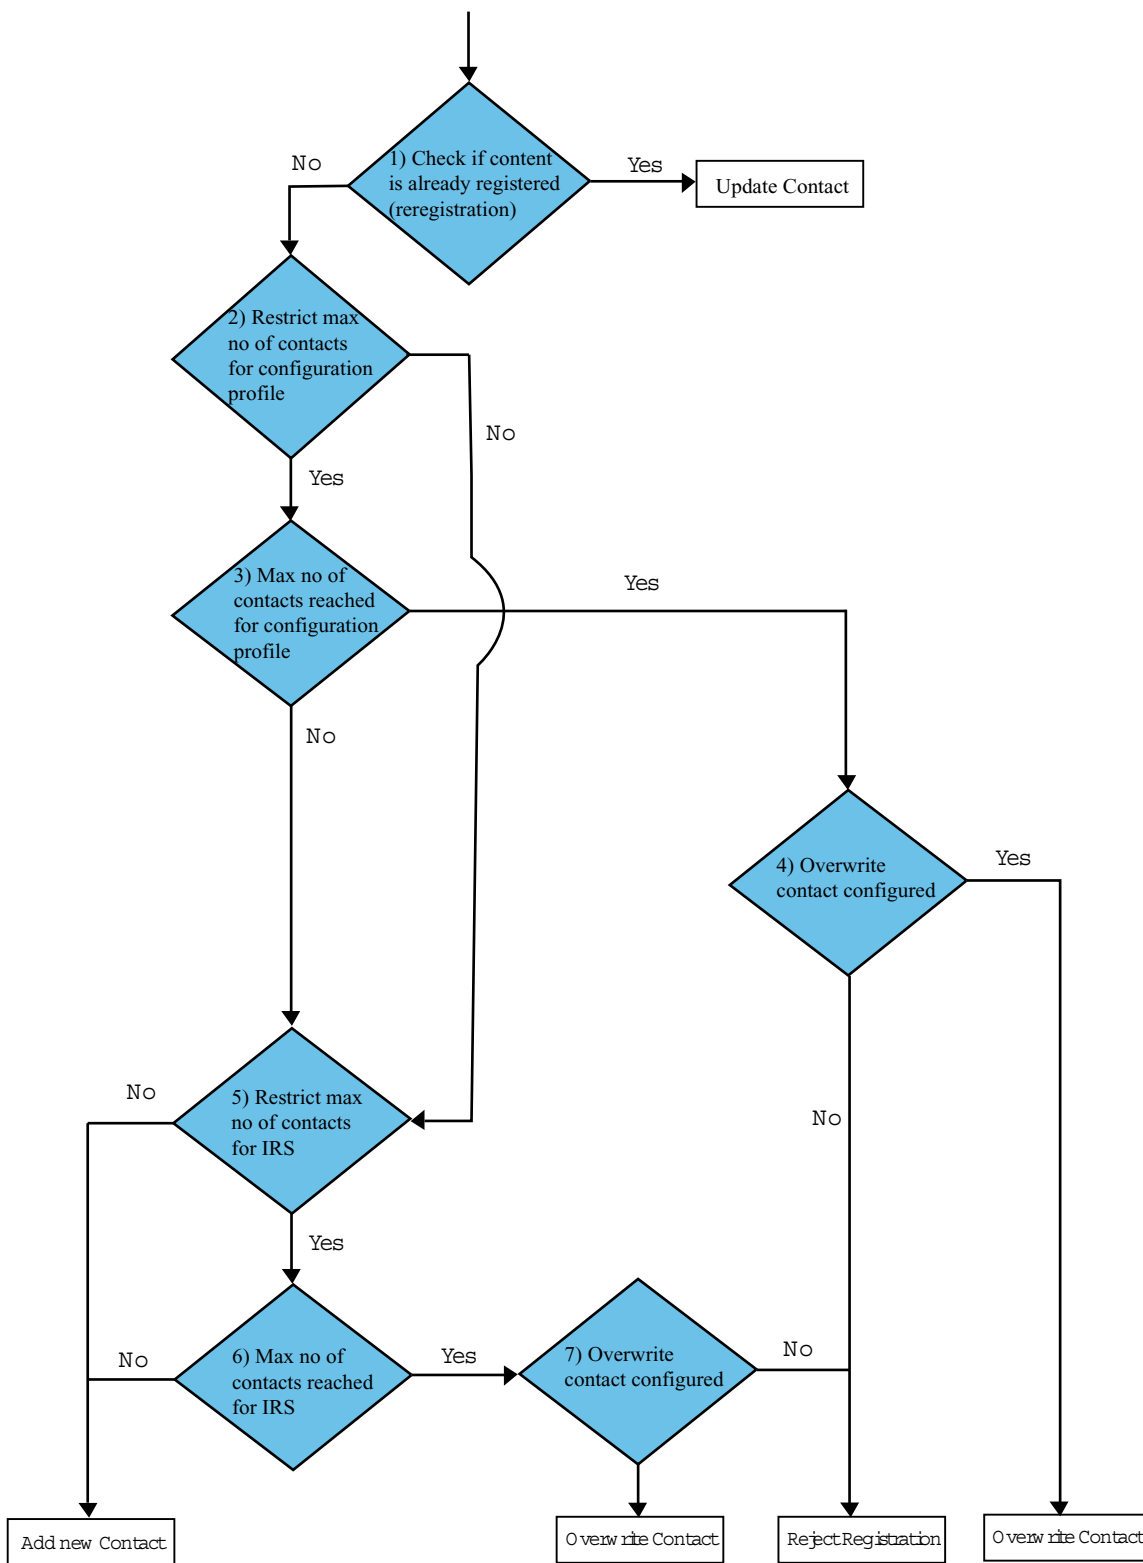 No
1) Check if content
is already registered
(reregistration)
Yes
Update Contact
2) Restrict max
no of contacts
for configuration
profile
No
Yes
3) Max no of
contacts reached
for configuration
profile
Yes
No
4) Overwrite
contact configured
Yes
No
5) Restrict max
no of contacts
for IRS
No
Yes
No
6) Max no of
contacts reached
for IRS
Yes
7) Overwrite
contact configured
No
Add new Contact
Overwrite Contact
Reject Registration
Overwrite Contact